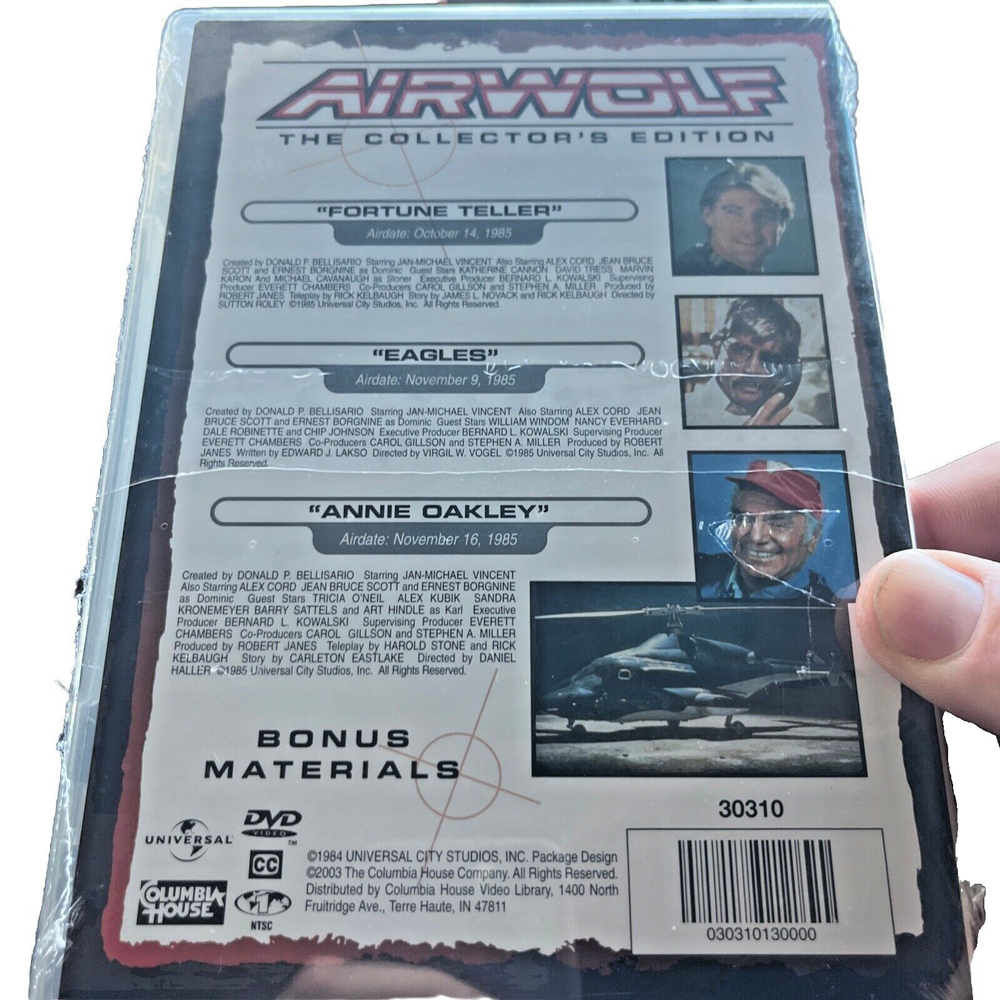 AIRWOLF
THE COLLECTOR'S EDITION
"FORTUNE TELLER"
Airdate: October 14, 1985
Created by DONALD P. BELLISARIO Starring JAN-MICHAEL VINCENT Also Starring ALEX CORD JEAN BRUCE
SCOTT and ERNEST BORGNINE as Dominic Guest Stars KATHERINE CANNON DAVID TRESS MARVIN
KARON And MICHAEL CAVANAUGH as Stoner Executive Producer BERNARD L. KOWALSKI Supervising
Producer EVERETT CHAMBERS Co-Producers CAROL GILLSON and STEPHEN A. MILLER Produced by
ROBERT JANES Teleplay by RICK KELBAUGH Story by JAMES L. NOVACK and RICK KELBAUGH Directed by
SUTTON ROLEY ©1985 Universal City Studios, Inc. All Rights Reserved.
"EAGLES"
Airdate: November 9, 1985
Created by DONALD P. BELLISARIO Starring JAN-MICHAEL VINCENT Also Starring ALEX CORD JEAN
BRUCE SCOTT and ERNEST BORGNINE as Dominic Guest Stars WILLIAM WINDOM NANCY EVERHARD
DALE ROBINETTE and CHIP JOHNSON Executive Producer BERNARD L. KOWALSKI Supervising Producer
EVERETT CHAMBERS Co-Producers CAROL GILLSON and STEPHEN A. MILLER Produced by ROBERT
JANES Written by EDWARD J. LAKSO Directed by VIRGIL W. VOGEL ©1985 Universal City Studios, Inc. All
Rights Reserved.
"ANNIE OAKLEY"
Airdate: November 16, 1985
Created by DONALD P. BELLISARIO Starring JAN-MICHAEL VINCENT
Also Starring ALEX CORD JEAN BRUCE SCOTT and ERNEST BORGNINE
as Dominic Guest Stars TRICIA O'NEIL ALEX KUBIK SANDRA
KRONEMEYER BARRY SATTELS and ART HINDLE as Karl Executive
Producer BERNARD L. KOWALSKI Supervising Producer EVERETT
CHAMBERS Co-Producers CAROL GILLSON and STEPHEN A. MILLER
Produced by ROBERT JANES Teleplay by HAROLD STONE and RICK
KELBAUGH Story by CARLETON EASTLAKE Directed by DANIEL
HALLER ©1985 Universal City Studios, Inc. All Rights Reserved.
BONUS
MATERIALS
30310
UNIVERSAL
DVD
VIDEO
TM
CC
COLUMBIA
HOUSE
1
NTSC
©1984 UNIVERSAL CITY STUDIOS, INC. Package Design
©2003 The Columbia House Company. All Rights Reserved.
Distributed by Columbia House Video Library, 1400 North
Fruitridge Ave., Terre Haute, IN 47811
030310130000